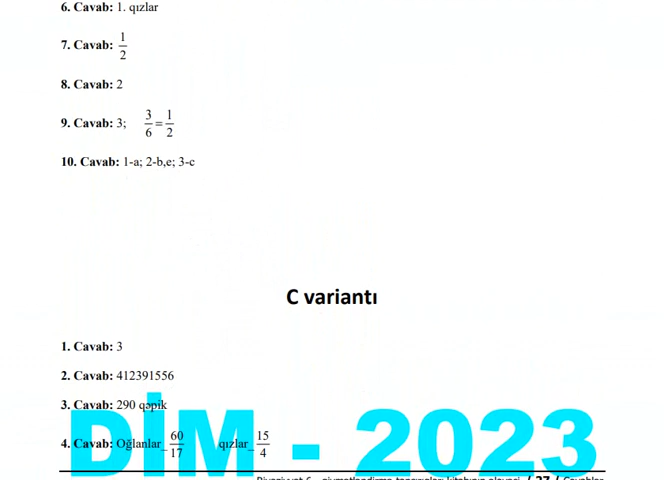 6. Cavab: 1. qızlar
7. Cavab: 1/2
8. Cavab: 2
9. Cavab: 3; 3/6 = 1/2
10. Cavab: 1-a; 2-b,e; 3-c
C variantı
1. Cavab: 3
2. Cavab: 412391556
3. Cavab: 290 qəpik
4. Cavab: Oğlanlar_ 60/17 qızlar_ 15/4
DİM - 2023